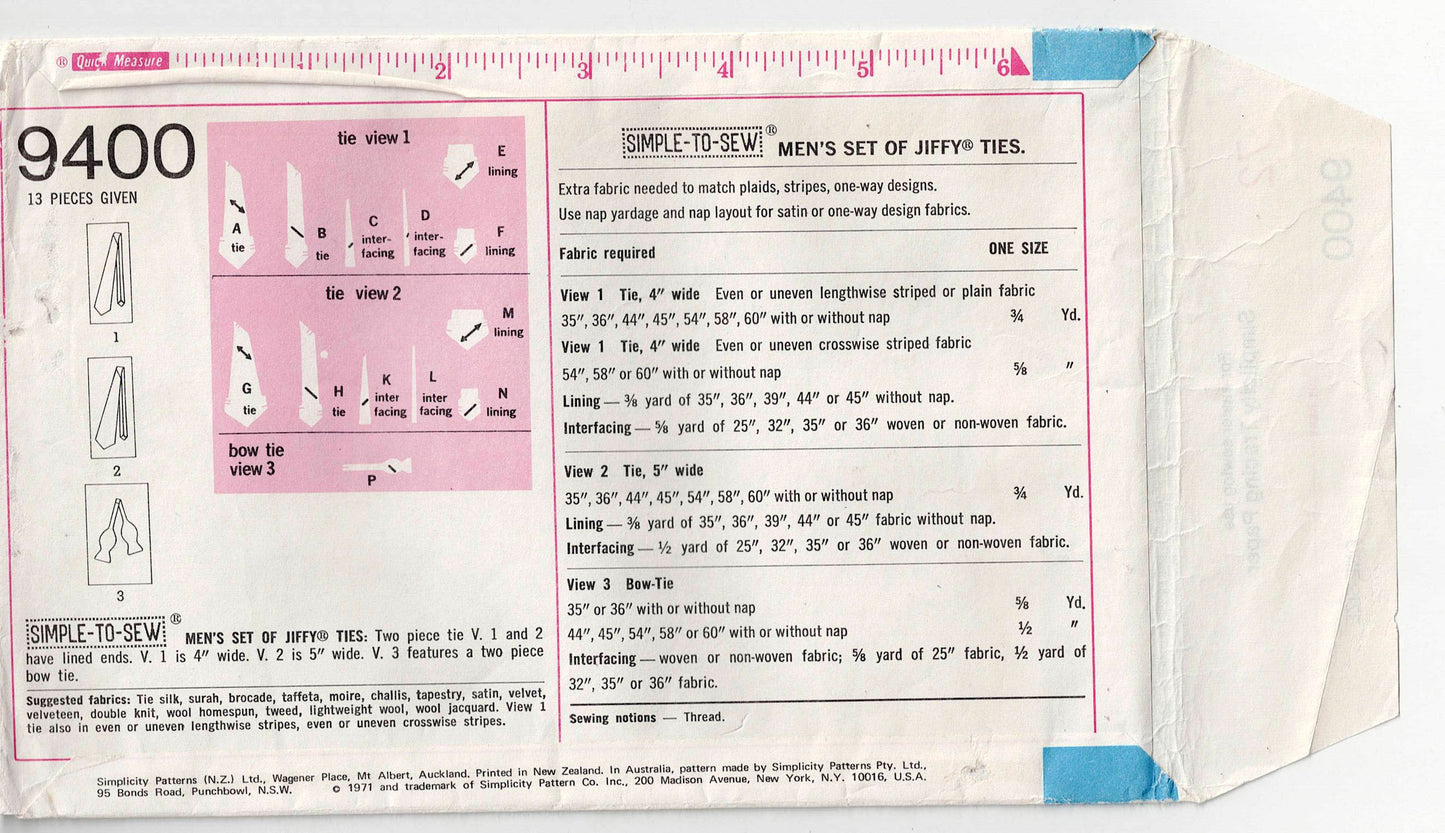 ® Quick Measure 1 2 3 4 5 6
9400
13 PIECES GIVEN
1
2
3
tie view 1
A
tie
B
tie
C
inter-
facing
D
inter-
facing
E
lining
F
lining
tie view 2
G
tie
H
tie
K
inter
facing
L
inter
facing
M
lining
N
lining
bow tie
view 3
P
SIMPLE-TO-SEW® MEN'S SET OF JIFFY® TIES: Two piece tie V. 1 and 2
have lined ends. V. 1 is 4″ wide. V. 2 is 5″ wide. V. 3 features a two piece
bow tie.
Suggested fabrics: Tie silk, surah, brocade, taffeta, moire, challis, tapestry, satin, velvet,
velveteen, double knit, wool homespun, tweed, lightweight wool, wool jacquard. View 1
tie also in even or uneven lengthwise stripes, even or uneven crosswise stripes.
SIMPLE-TO-SEW® MEN'S SET OF JIFFY® TIES.
Extra fabric needed to match plaids, stripes, one-way designs.
Use nap yardage and nap layout for satin or one-way design fabrics.
Fabric required ONE SIZE
View 1 Tie, 4″ wide Even or uneven lengthwise striped or plain fabric
35″, 36″, 44″, 45″, 54″, 58″, 60″ with or without nap ¾ Yd.
View 1 Tie, 4″ wide Even or uneven crosswise striped fabric
54″, 58″ or 60″ with or without nap ⅝ ″
Lining — ⅜ yard of 35″, 36″, 39″, 44″ or 45″ without nap.
Interfacing — ⅝ yard of 25″, 32″, 35″ or 36″ woven or non-woven fabric.
View 2 Tie, 5″ wide
35″, 36″, 44″, 45″, 54″, 58″, 60″ with or without nap ¾ Yd.
Lining — ⅜ yard of 35″, 36″, 39″, 44″ or 45″ fabric without nap.
Interfacing — ½ yard of 25″, 32″, 35″ or 36″ woven or non-woven fabric.
View 3 Bow-Tie
35″ or 36″ with or without nap ⅝ Yd.
44″, 45″, 54″, 58″ or 60″ with or without nap ½ ″
Interfacing — woven or non-woven fabric; ⅝ yard of 25″ fabric, ½ yard of
32″, 35″ or 36″ fabric.
Sewing notions — Thread.
Simplicity Patterns (N.Z.) Ltd., Wagener Place, Mt Albert, Auckland. Printed in New Zealand. In Australia, pattern made by Simplicity Patterns Pty. Ltd.,
95 Bonds Road, Punchbowl, N.S.W. © 1971 and trademark of Simplicity Pattern Co. Inc., 200 Madison Avenue, New York, N.Y. 10016, U.S.A.
9400
Simplicity Tracing Paper